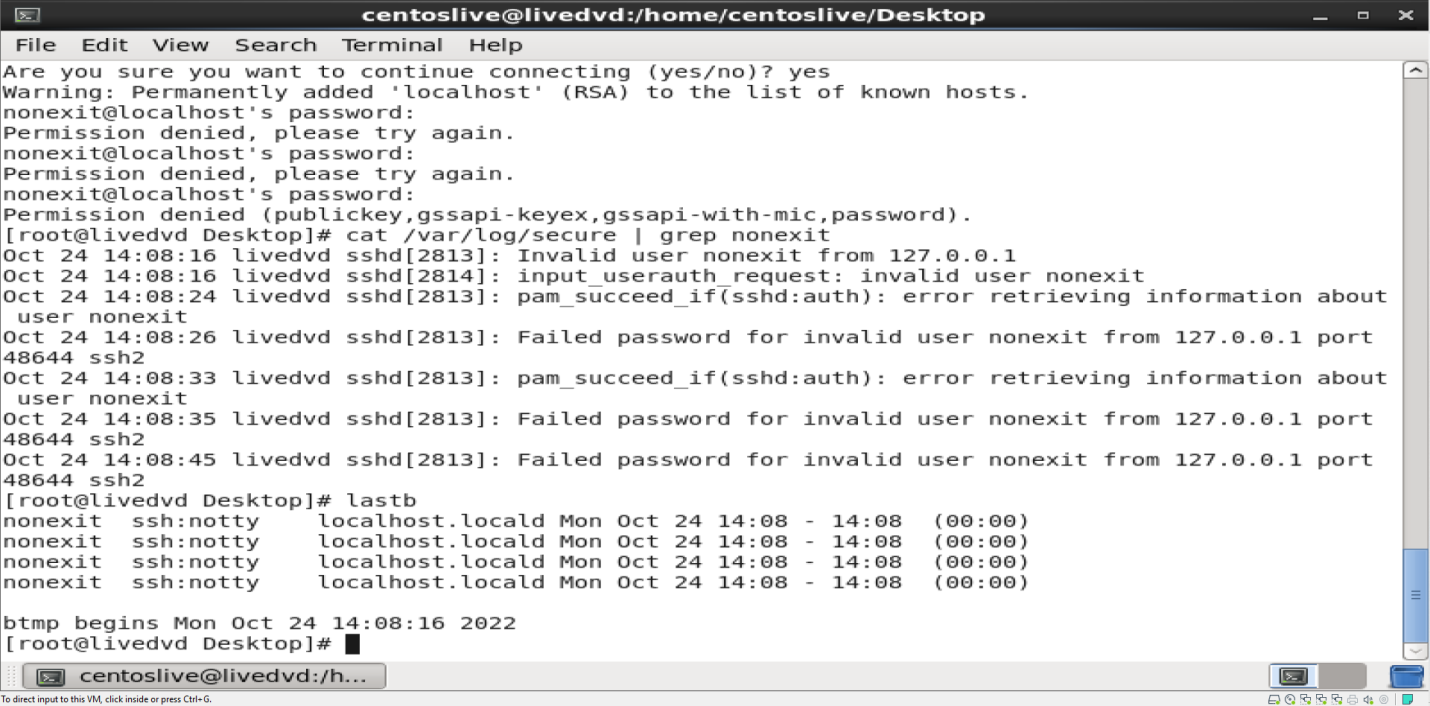 centoslive@livedvd:/home/centoslive/Desktop
File Edit View Search Terminal Help
Are you sure you want to continue connecting (yes/no)? yes
Warning: Permanently added 'localhost' (RSA) to the list of known hosts.
nonexit@localhost's password:
Permission denied, please try again.
nonexit@localhost's password:
Permission denied, please try again.
nonexit@localhost's password:
Permission denied (publickey,gssapi-keyex,gssapi-with-mic,password).
[root@livedvd Desktop]# cat /var/log/secure | grep nonexit
Oct 24 14:08:16 livedvd sshd[2813]: Invalid user nonexit from 127.0.0.1
Oct 24 14:08:16 livedvd sshd[2814]: input_userauth_request: invalid user nonexit
Oct 24 14:08:24 livedvd sshd[2813]: pam_succeed_if(sshd:auth): error retrieving information about
 user nonexit
Oct 24 14:08:26 livedvd sshd[2813]: Failed password for invalid user nonexit from 127.0.0.1 port
48644 ssh2
Oct 24 14:08:33 livedvd sshd[2813]: pam_succeed_if(sshd:auth): error retrieving information about
 user nonexit
Oct 24 14:08:35 livedvd sshd[2813]: Failed password for invalid user nonexit from 127.0.0.1 port
48644 ssh2
Oct 24 14:08:45 livedvd sshd[2813]: Failed password for invalid user nonexit from 127.0.0.1 port
48644 ssh2
[root@livedvd Desktop]# lastb
nonexit  ssh:notty    localhost.locald Mon Oct 24 14:08 - 14:08  (00:00)
nonexit  ssh:notty    localhost.locald Mon Oct 24 14:08 - 14:08  (00:00)
nonexit  ssh:notty    localhost.locald Mon Oct 24 14:08 - 14:08  (00:00)
nonexit  ssh:notty    localhost.locald Mon Oct 24 14:08 - 14:08  (00:00)
btmp begins Mon Oct 24 14:08:16 2022
[root@livedvd Desktop]#
centoslive@livedvd:/h...
To direct input to this VM, click inside or press Ctrl+G.